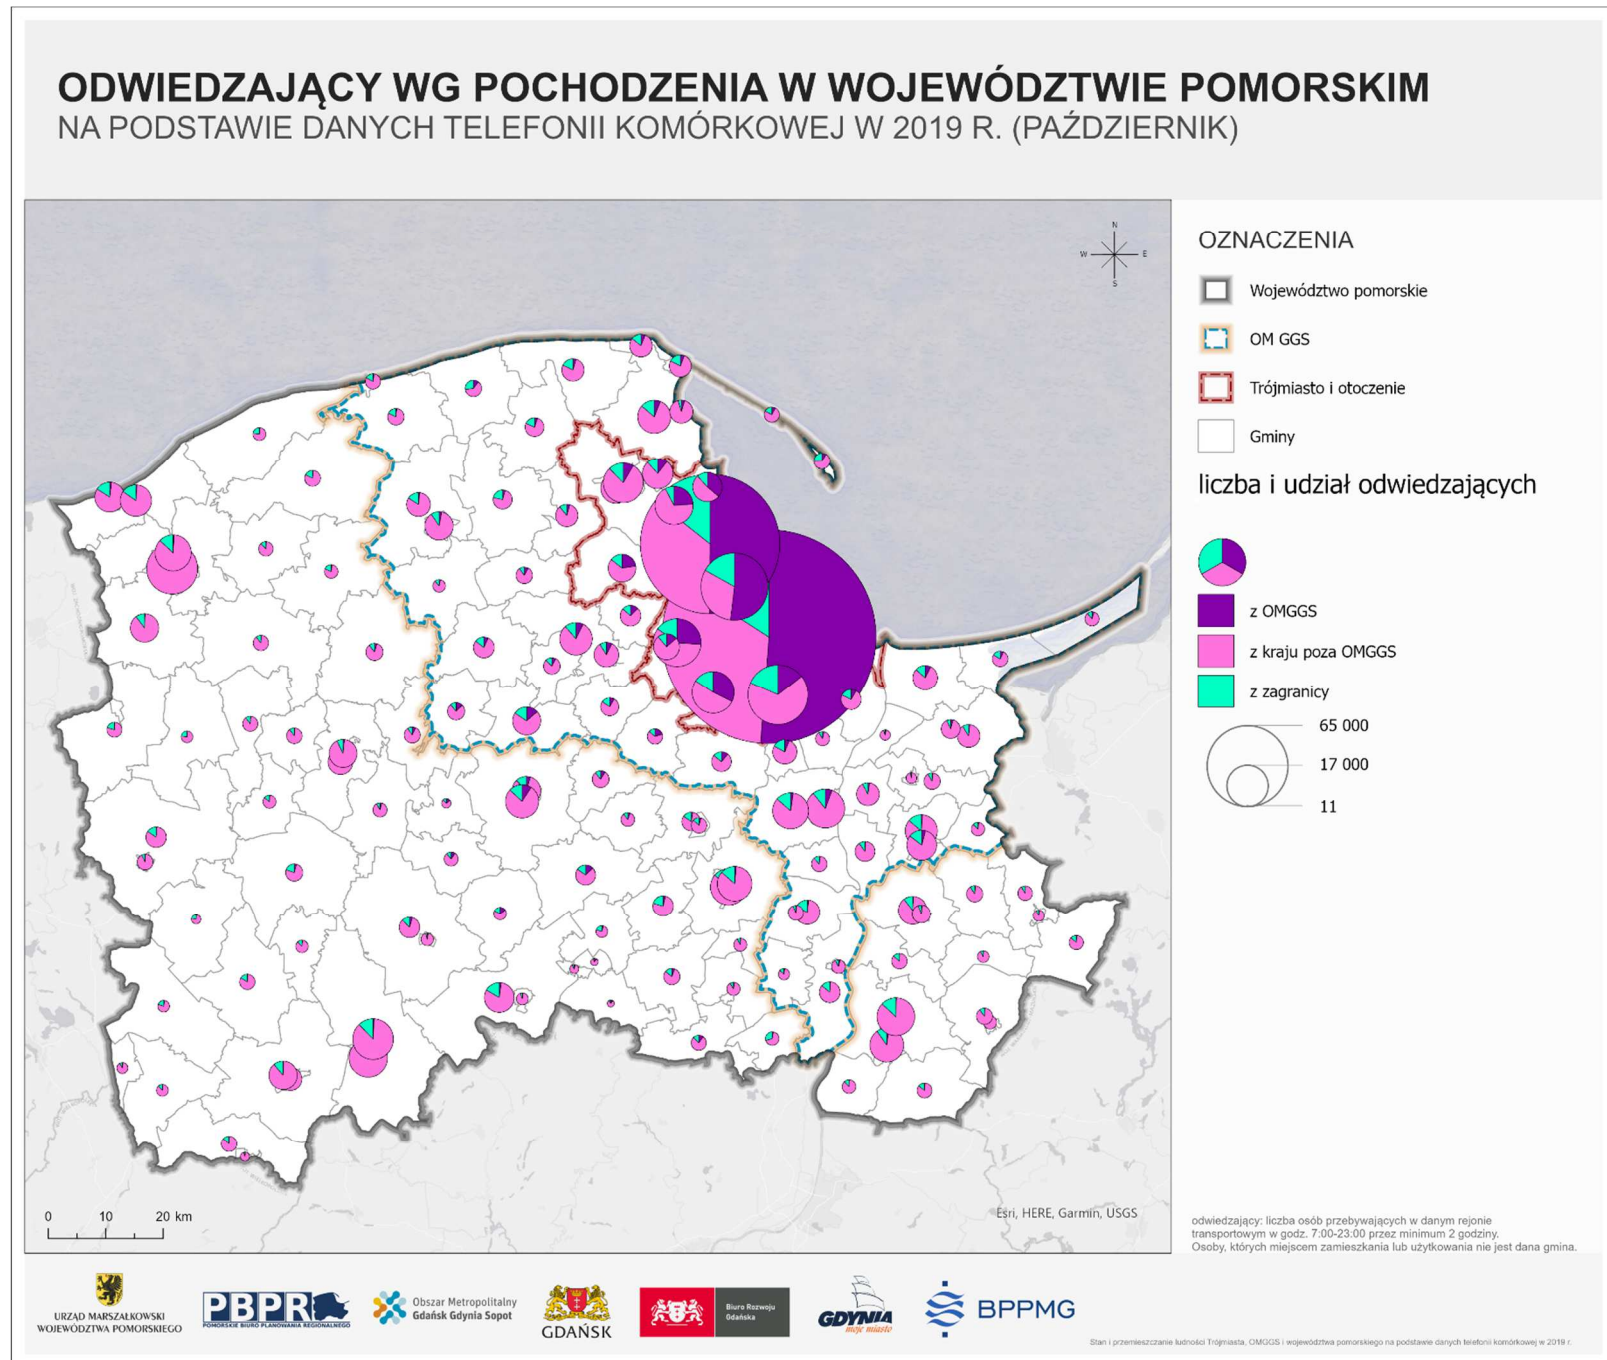 ODWIEDZAJĄCY WG POCHODZENIA W WOJEWÓDZTWIE POMORSKIM
NA PODSTAWIE DANYCH TELEFONII KOMÓRKOWEJ W 2019 R. (PAŹDZIERNIK)
N
W E
S
OZNACZENIA
Województwo pomorskie
OM GGS
Trójmiasto i otoczenie
Gminy
liczba i udział odwiedzających
z OMGGS
z kraju poza OMGGS
z zagranicy
65 000
17 000
11
0 10 20 km
Esri, HERE, Garmin, USGS
odwiedzający: liczba osób przebywających w danym rejonie
transportowym w godz. 7:00-23:00 przez minimum 2 godziny.
Osoby, których miejscem zamieszkania lub użytkowania nie jest dana gmina.
URZĄD MARSZAŁKOWSKI
WOJEWÓDZTWA POMORSKIEGO
PBPR
POMORSKIE BIURO PLANOWANIA REGIONALNEGO
Obszar Metropolitalny
Gdańsk Gdynia Sopot
GDAŃSK
Biuro Rozwoju
Gdańska
GDYNIA
moje miasto
BPPMG
Stan i przemieszczanie ludności Trójmiasta, OMGGS i województwa pomorskiego na podstawie danych telefonii komórkowej w 2019 r.